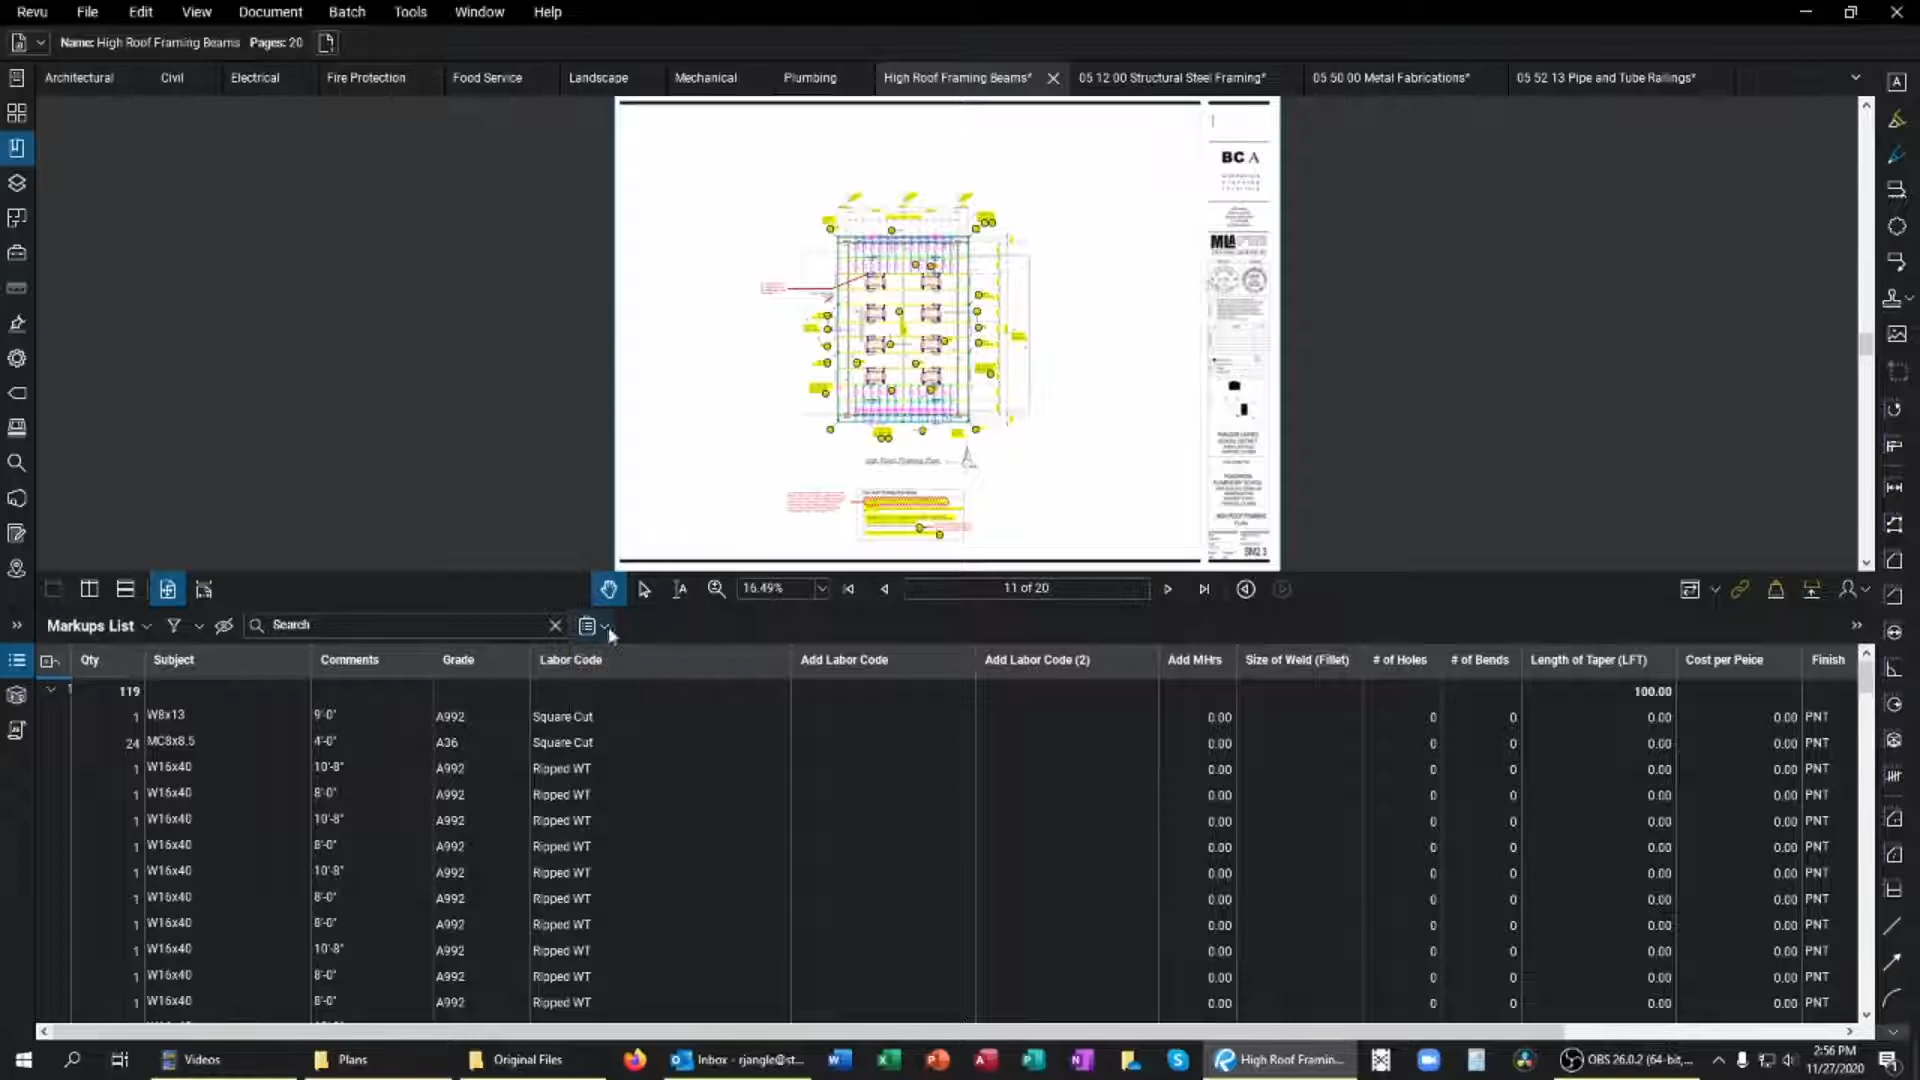 Revu File Edit View Document Batch Tools Window Help
Name: High Roof Framing Beams Pages: 20
Architectural Civil Electrical Fire Protection Food Service Landscape Mechanical Plumbing High Roof Framing Beams* 05 12 00 Structural Steel Framing* 05 50 00 Metal Fabrications* 05 52 13 Pipe and Tube Railings*
BCA
MLA
SM2.3
16.49% 11 of 20
Markups List Search
Qty Subject Comments Grade Labor Code Add Labor Code Add Labor Code (2) Add MHrs Size of Weld (Fillet) # of Holes # of Bends Length of Taper (LFT) Cost per Peice Finish
119 100.00
1 W8x13 9'-0" A992 Square Cut 0.00 0 0 0.00 0.00 PNT
24 MC8x8.5 4'-0" A36 Square Cut 0.00 0 0 0.00 0.00 PNT
1 W16x40 10'-8" A992 Ripped WT 0.00 0 0 0.00 0.00 PNT
1 W16x40 8'-0" A992 Ripped WT 0.00 0 0 0.00 0.00 PNT
1 W16x40 10'-8" A992 Ripped WT 0.00 0 0 0.00 0.00 PNT
1 W16x40 8'-0" A992 Ripped WT 0.00 0 0 0.00 0.00 PNT
1 W16x40 10'-8" A992 Ripped WT 0.00 0 0 0.00 0.00 PNT
1 W16x40 8'-0" A992 Ripped WT 0.00 0 0 0.00 0.00 PNT
1 W16x40 8'-0" A992 Ripped WT 0.00 0 0 0.00 0.00 PNT
1 W16x40 10'-8" A992 Ripped WT 0.00 0 0 0.00 0.00 PNT
1 W16x40 8'-0" A992 Ripped WT 0.00 0 0 0.00 0.00 PNT
1 W16x40 8'-0" A992 Ripped WT 0.00 0 0 0.00 0.00 PNT
Videos Plans Original Files Inbox - rjangle@st... High Roof Framin... OBS 26.0.2 (64-bit,... 2:56 PM
11/27/2020